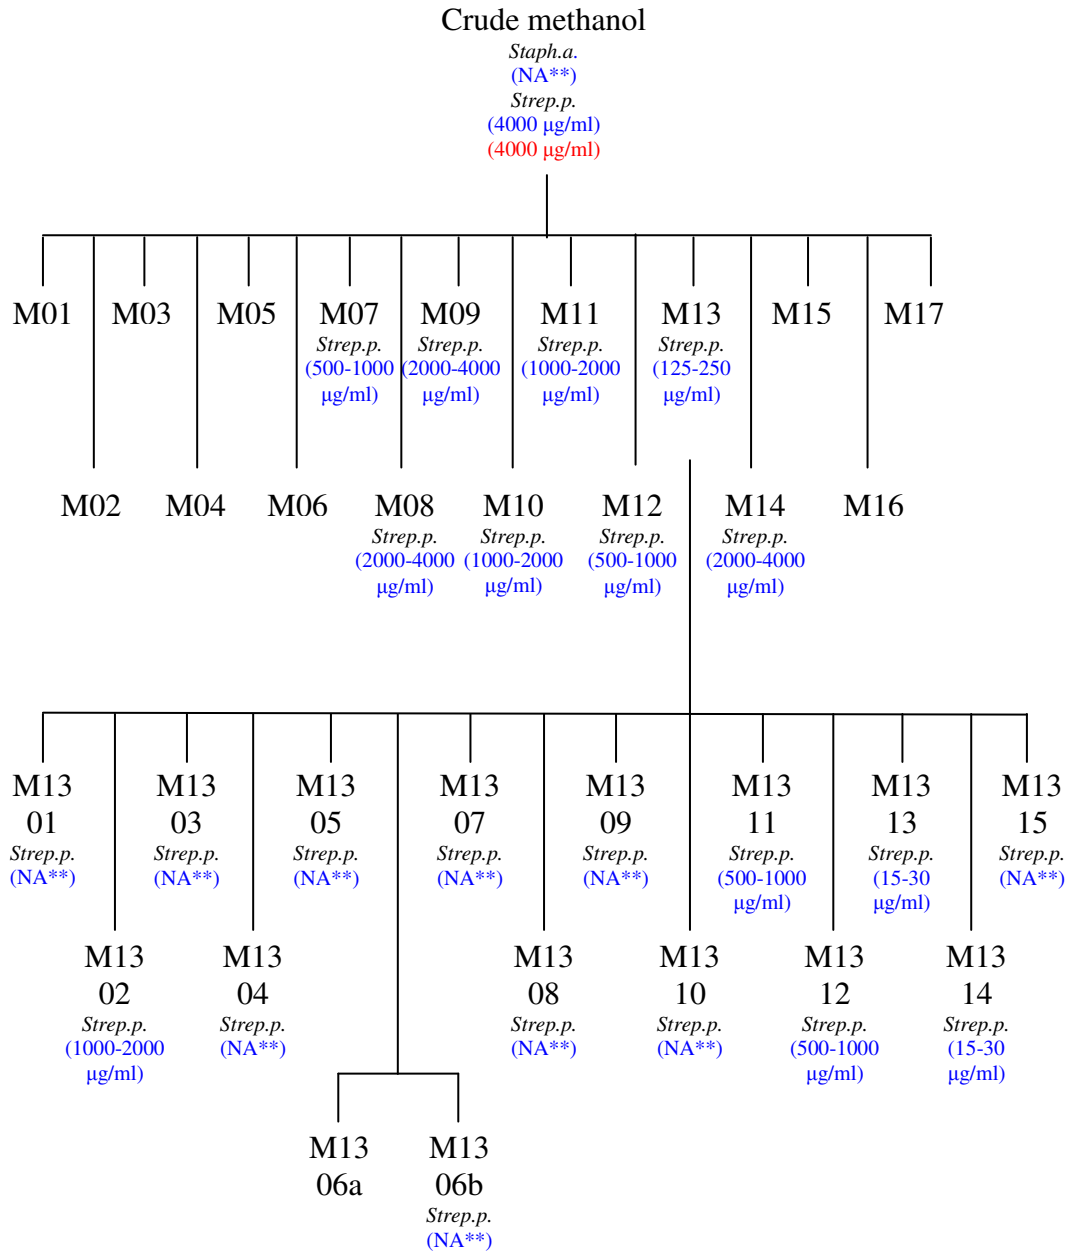 Crude methanol
Staph.a.
(NA**)
Strep.p.
(4000 μg/ml)
(4000 μg/ml)
M01
M03
M05
M07
Strep.p.
(500-1000
μg/ml)
M09
Strep.p.
(2000-4000
μg/ml)
M11
Strep.p.
(1000-2000
μg/ml)
M13
Strep.p.
(125-250
μg/ml)
M15
M17
M02
M04
M06
M08
Strep.p.
(2000-4000
μg/ml)
M10
Strep.p.
(1000-2000
μg/ml)
M12
Strep.p.
(500-1000
μg/ml)
M14
Strep.p.
(2000-4000
μg/ml)
M16
M13
01
Strep.p.
(NA**)
M13
03
Strep.p.
(NA**)
M13
05
Strep.p.
(NA**)
M13
07
Strep.p.
(NA**)
M13
09
Strep.p.
(NA**)
M13
11
Strep.p.
(500-1000
μg/ml)
M13
13
Strep.p.
(15-30
μg/ml)
M13
15
Strep.p.
(NA**)
M13
02
Strep.p.
(1000-2000
μg/ml)
M13
04
Strep.p.
(NA**)
M13
08
Strep.p.
(NA**)
M13
10
Strep.p.
(NA**)
M13
12
Strep.p.
(500-1000
μg/ml)
M13
14
Strep.p.
(15-30
μg/ml)
M13
06a
M13
06b
Strep.p.
(NA**)